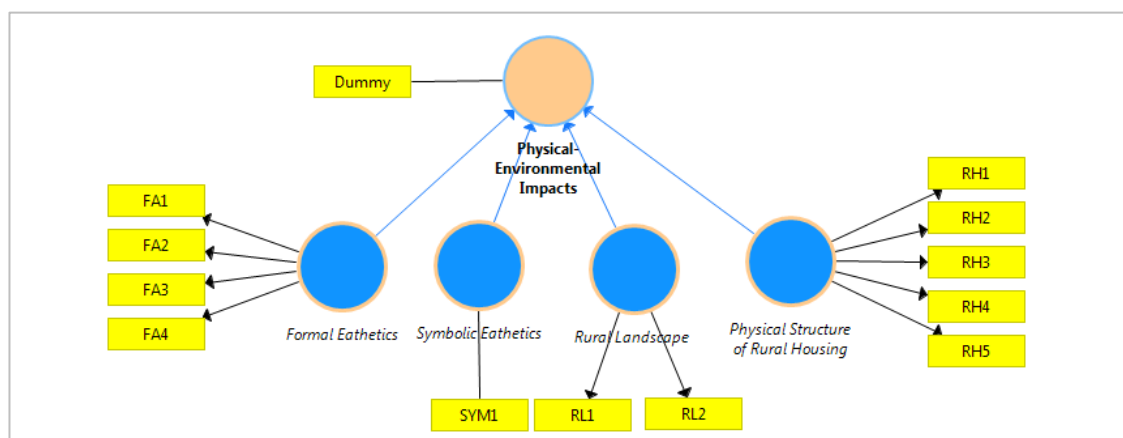 Dummy
Physical-
Environmental
Impacts
FA1
FA2
FA3
FA4
Formal Eathetics
Symbolic Eathetics
Rural Landscape
Physical Structure
of Rural Housing
RH1
RH2
RH3
RH4
RH5
SYM1
RL1
RL2